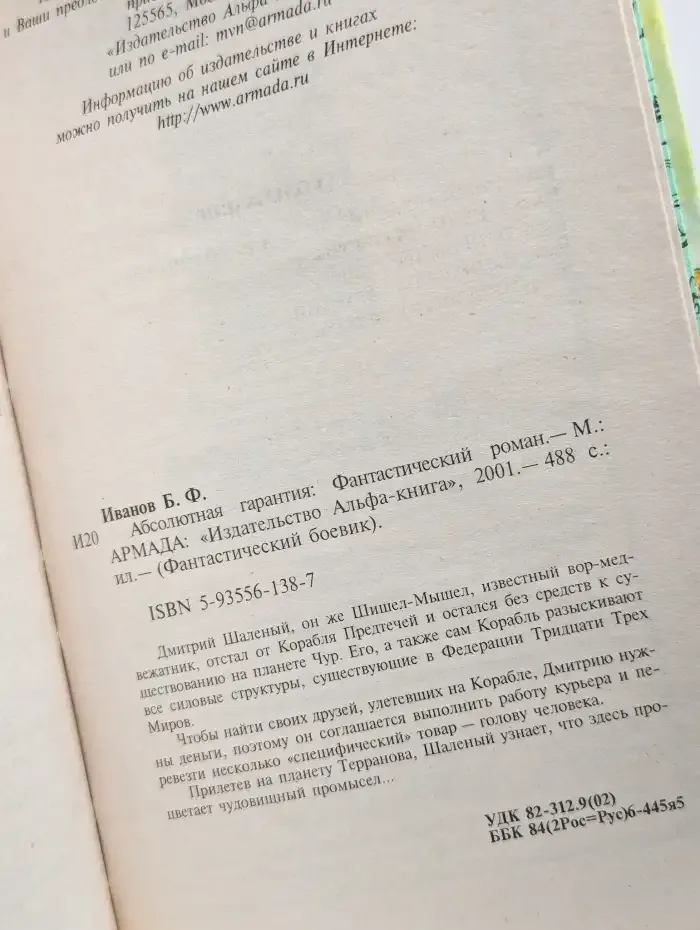 и Ваши
125565,
«Издательство Альфа
или по e-mail: mvn@armada.ru
Информацию об издательстве и книгах
можно получить на нашем сайте в Интернете:
http://www.armada.ru
Иванов Б. Ф.
И20 Абсолютная гарантия: Фантастический роман.— М.:
АРМАДА: «Издательство Альфа-книга», 2001.— 488 с.:
ил.— (Фантастический боевик).
ISBN 5-93556-138-7
Дмитрий Шаленый, он же Шишел-Мышел, известный вор-мед-
вежатник, отстал от Корабля Предтечей и остался без средств к су-
ществованию на планете Чур. Его, а также сам Корабль разыскивают
все силовые структуры, существующие в Федерации Тридцати Трех
Миров.
Чтобы найти своих друзей, улетевших на Корабле, Дмитрию нуж-
ны деньги, поэтому он соглашается выполнить работу курьера и пе-
ревезти несколько «специфический» товар — голову человека.
Прилетев на планету Терранова, Шаленый узнает, что здесь про-
цветает чудовищный промысел...
УДК 82-312.9(02)
ББК 84(2Рос=Рус)6-445я5